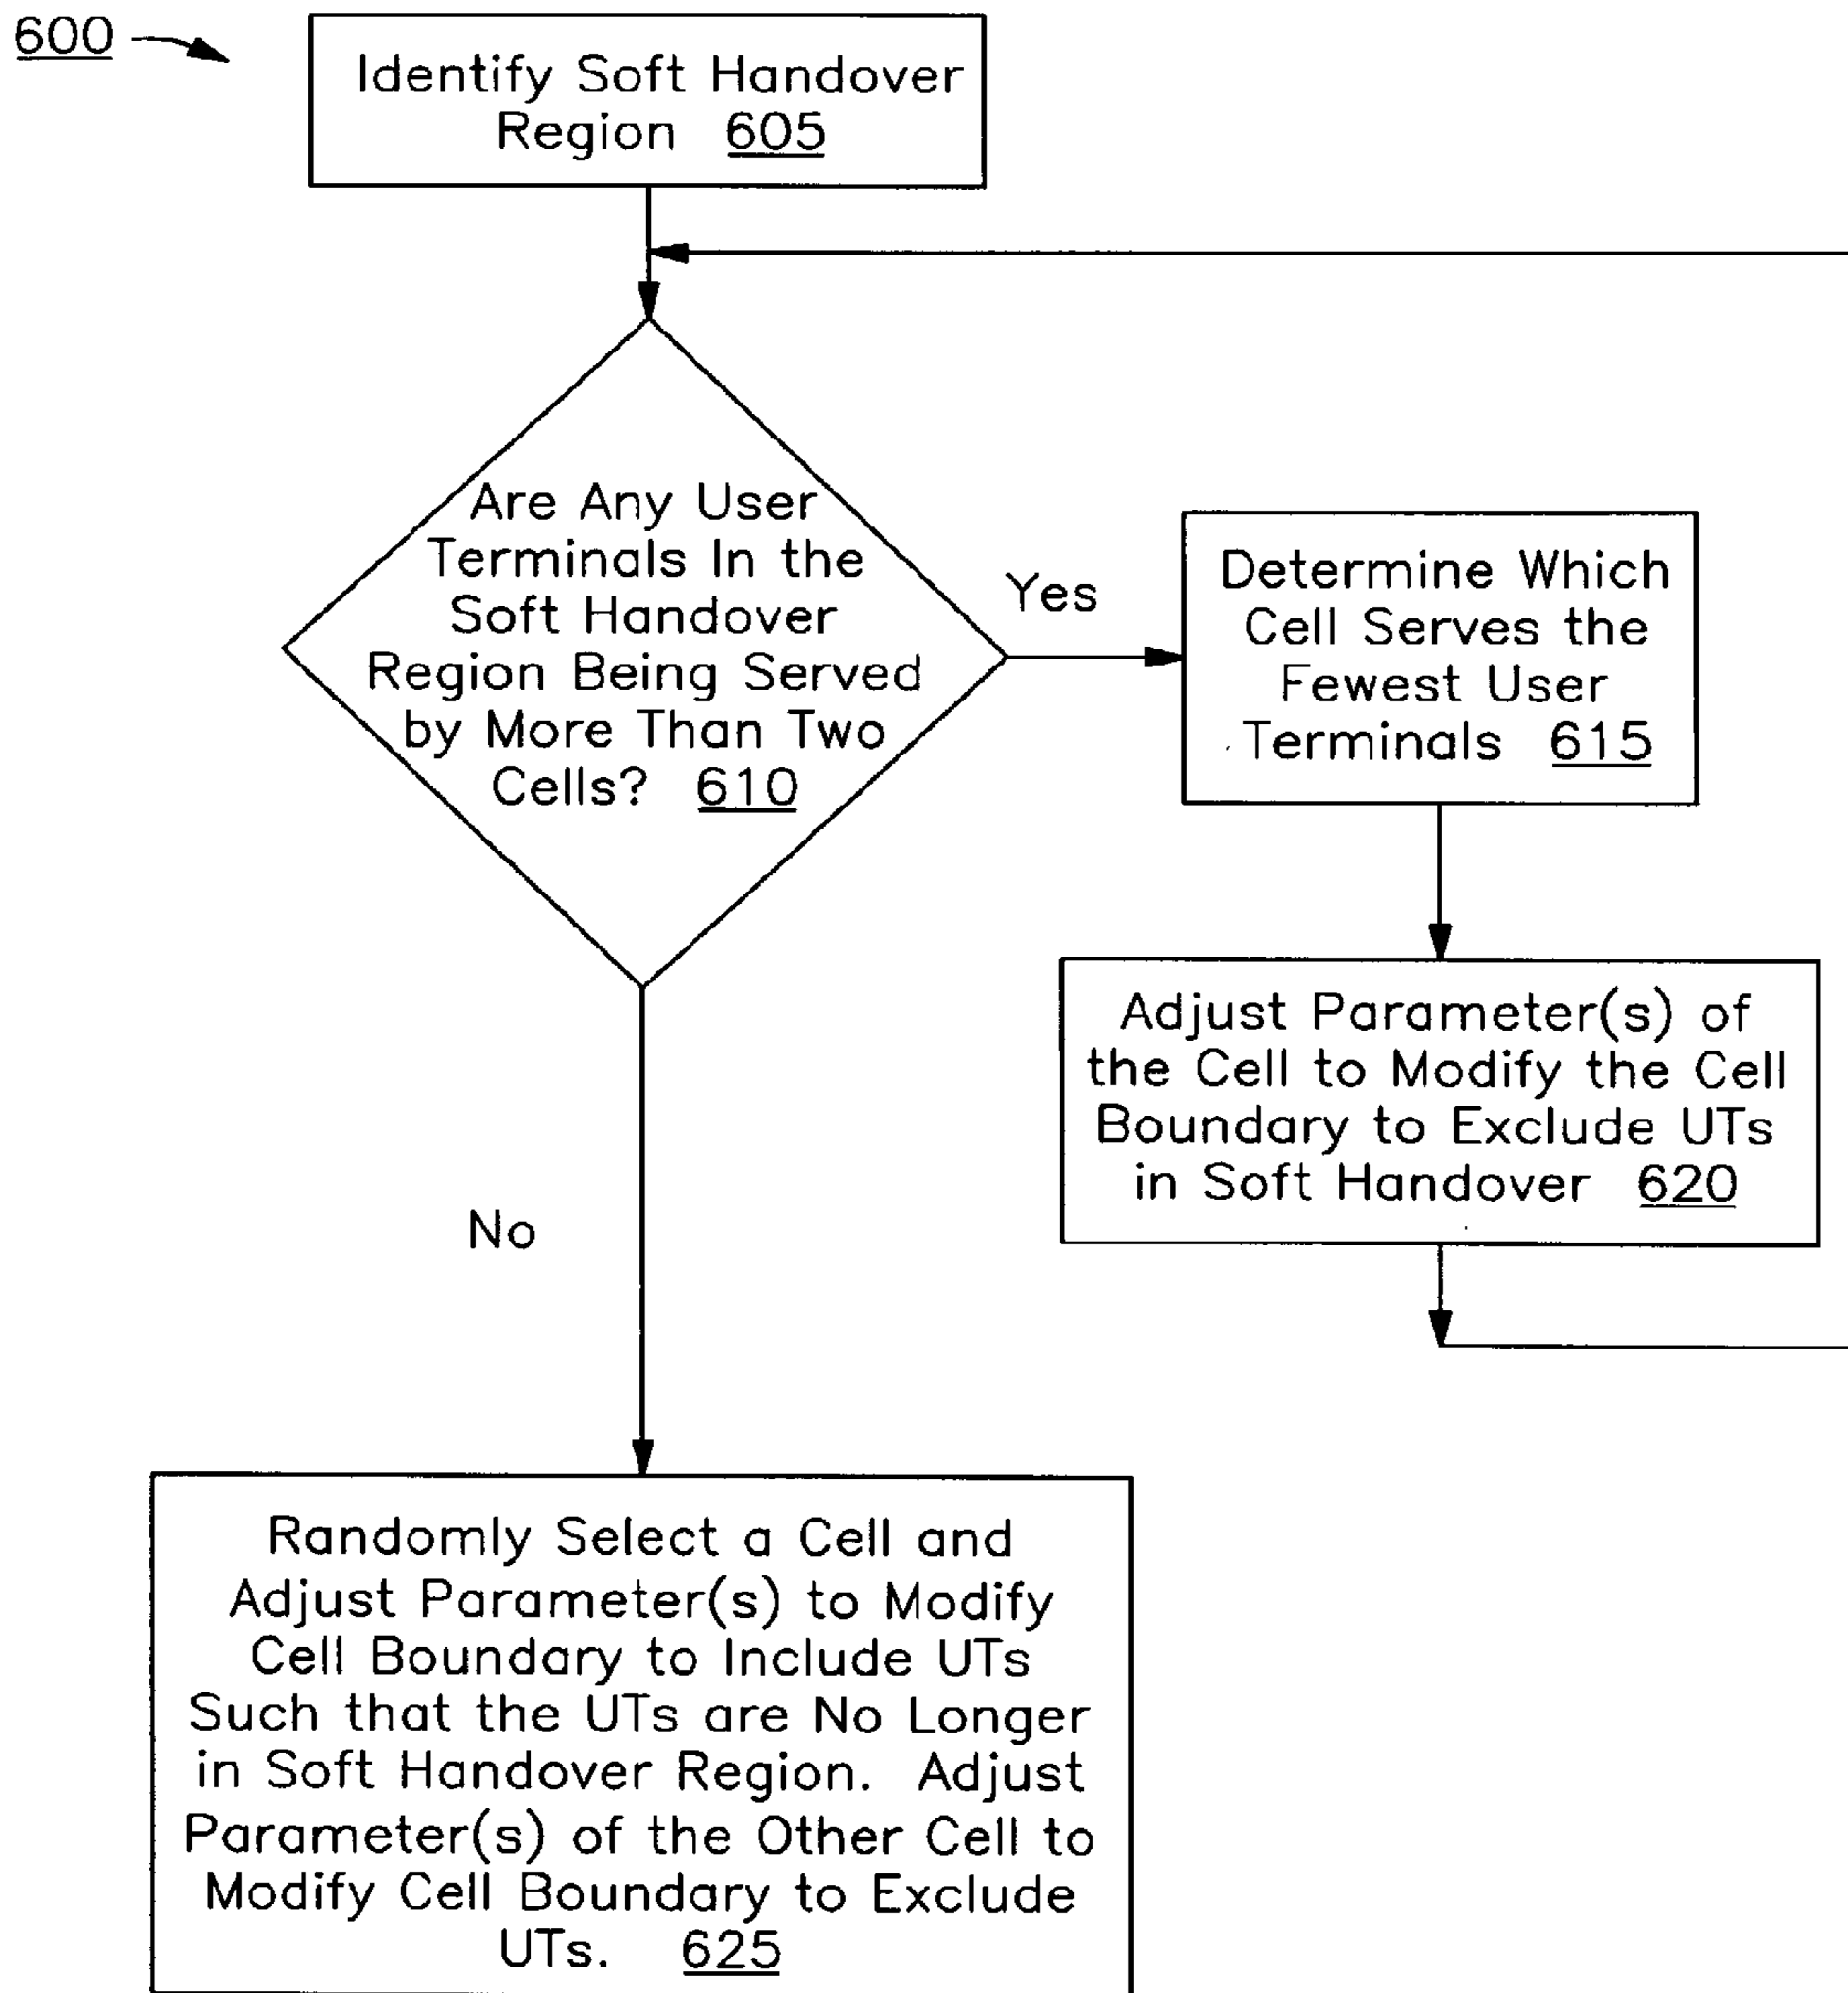 600
Identify Soft Handover
Region 605
Are Any User
Terminals In the
Soft Handover
Region Being Served
by More Than Two
Cells? 610
Yes
Determine Which
Cell Serves the
Fewest User
Terminals 615
Adjust Parameter(s) of
the Cell to Modify the Cell
Boundary to Exclude UTs
in Soft Handover 620
No
Randomly Select a Cell and
Adjust Parameter(s) to Modify
Cell Boundary to Include UTs
Such that the UTs are No Longer
in Soft Handover Region. Adjust
Parameter(s) of the Other Cell to
Modify Cell Boundary to Exclude
UTs. 625